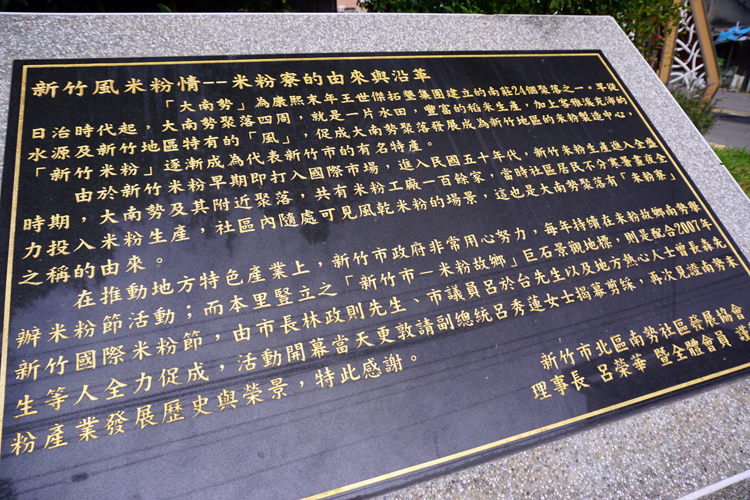 新竹風米粉情--米粉寮的由來與沿革
「大南勢」為康熙末年王世傑拓墾集團建立的南莊24個聚落之一,早從
日治時代起,大南勢聚落四周,就是一片水田,豐富的稻米生產,加上客雅溪充沛的
水源及新竹地區特有的「風」,促成大南勢聚落發展成為新竹地區的米粉製造中心,
「新竹米粉」逐漸成為代表新竹市的有名特產。
由於新竹米粉早期即打入國際市場,進入民國五十年代,新竹米粉生產進入全盛
時期,大南勢及其附近聚落,共有米粉工廠一百餘家,當時社區居民不分寒暑晝夜全
力投入米粉生產,社區內隨處可見風乾米粉的場景,這也是大南勢聚落有「米粉寮」
之稱的由來。
在推動地方特色產業上,新竹市政府非常用心努力,每年持續在米粉故鄉南勢舉
辦米粉節活動;而本里豎立之「新竹市—米粉故鄉」巨石景觀地標,則是配合2007年
新竹國際米粉節,由市長林政則先生、市議員呂於台先生以及地方熱心人士曾長森先
生等人全力促成,活動開幕當天更敦請副總統呂秀蓮女士揭幕剪綵,再次見證南勢米
粉產業發展歷史與榮景,特此感謝。
新竹市北區南勢社區發展協會
理事長 呂榮華 暨全體會員 謹